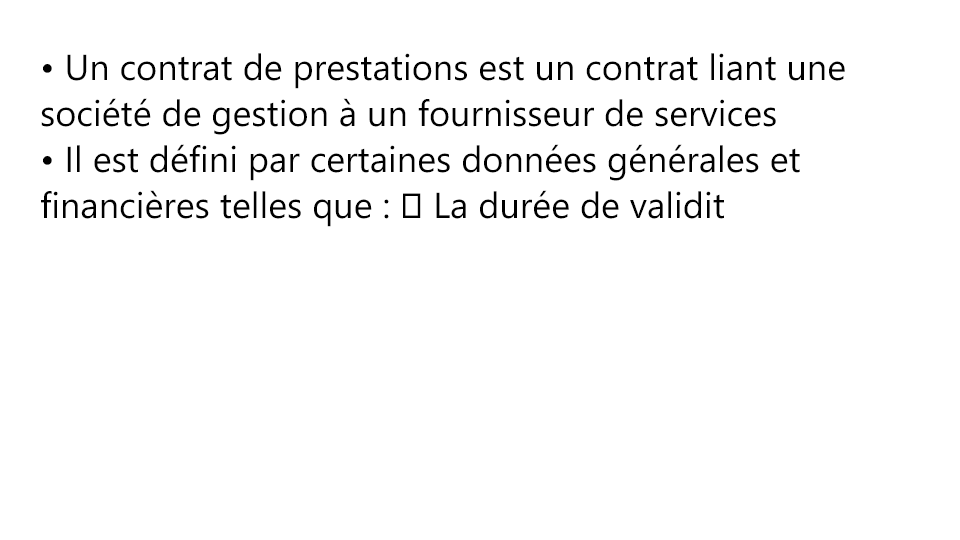 • Un contrat de prestations est un contrat liant une
société de gestion à un fournisseur de services
• Il est défini par certaines données générales et
financières telles que : ▯ La durée de validit